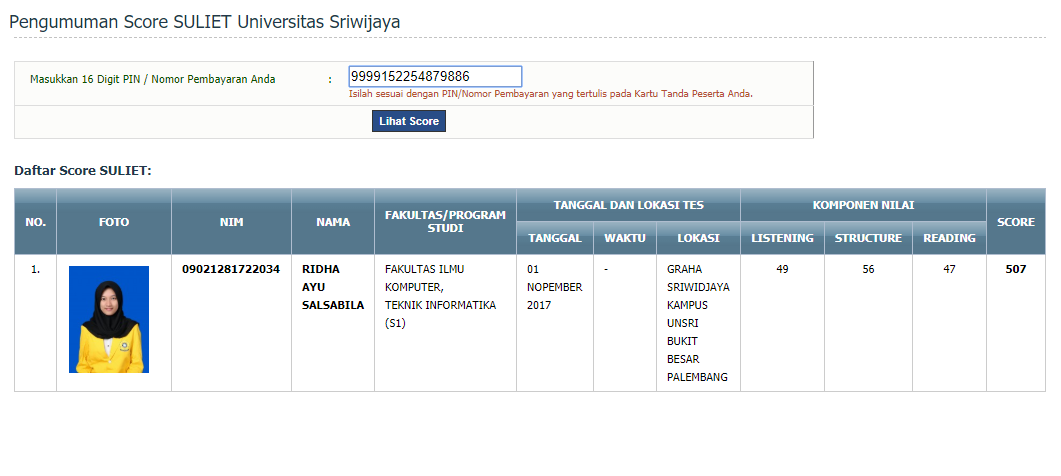 Pengumuman Score SULIET Universitas Sriwijaya
Masukkan 16 Digit PIN / Nomor Pembayaran Anda : 9999152254879886
Isilah sesuai dengan PIN/Nomor Pembayaran yang tertulis pada Kartu Tanda Peserta Anda.
Lihat Score
Daftar Score SULIET:
NO. FOTO NIM NAMA FAKULTAS/PROGRAM STUDI TANGGAL DAN LOKASI TES KOMPONEN NILAI SCORE
TANGGAL WAKTU LOKASI LISTENING STRUCTURE READING
1. 09021281722034 RIDHA FAKULTAS ILMU 01 - GRAHA 49 56 47 507
AYU KOMPUTER, NOPEMBER SRIWIDJAYA
SALSABILA TEKNIK INFORMATIKA 2017 KAMPUS
(S1) UNSRI
BUKIT
BESAR
PALEMBANG